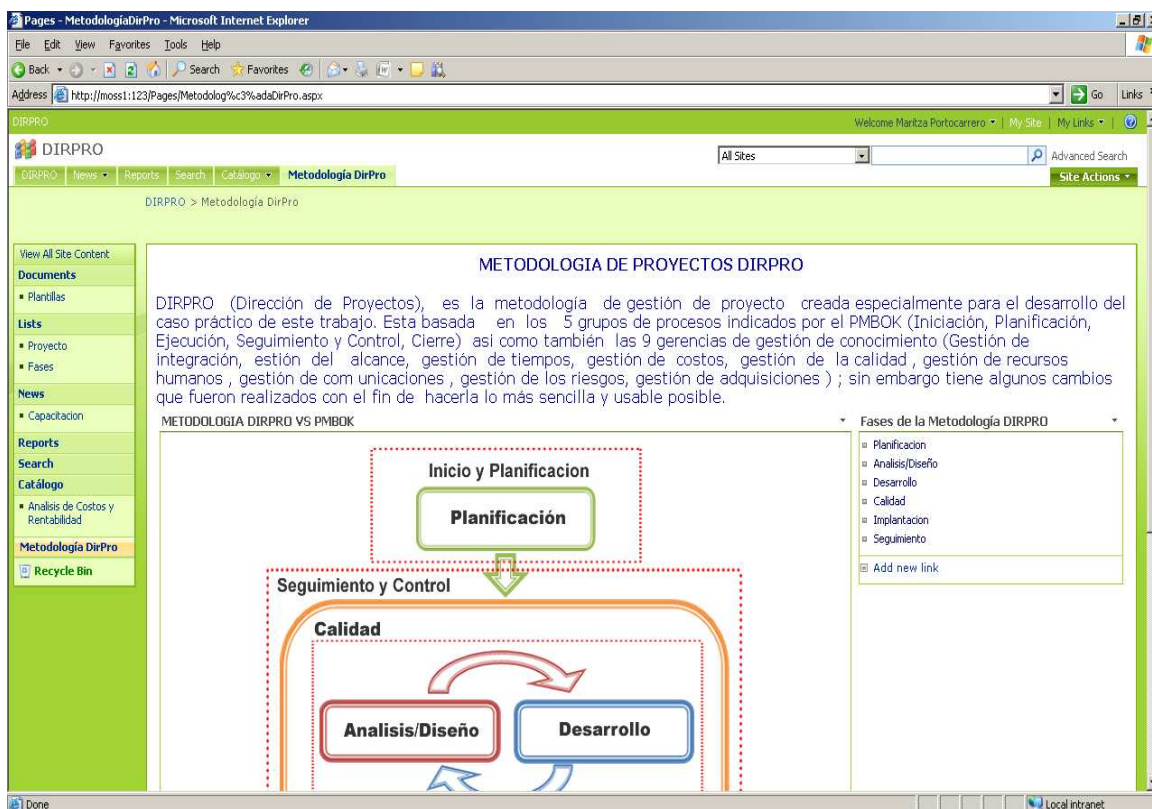 Pages - MetodologíaDirPro - Microsoft Internet Explorer
File Edit View Favorites Tools Help
Back Search Favorites
Address http://moss1:123/Pages/Metodolog%c3%adaDirPro.aspx Go Links
DIRPRO Welcome Maritza Portocarrero | My Site | My Links |
DIRPRO All Sites Advanced Search
DIRPRO News Reports Search Catálogo Metodología DirPro Site Actions
DIRPRO > Metodología DirPro
View All Site Content
Documents
Plantillas
Lists
Proyecto
Fases
News
Capacitacion
Reports
Search
Catálogo
Analisis de Costos y
Rentabilidad
Metodología DirPro
Recycle Bin
METODOLOGIA DE PROYECTOS DIRPRO
DIRPRO (Dirección de Proyectos), es la metodología de gestión de proyecto creada especialmente para el desarrollo del
caso práctico de este trabajo. Esta basada en los 5 grupos de procesos indicados por el PMBOK (Iniciación, Planificación,
Ejecución, Seguimiento y Control, Cierre) asi como también las 9 gerencias de gestión de conocimiento (Gestión de
integración, estión del alcance, gestión de tiempos, gestión de costos, gestión de la calidad , gestión de recursos
humanos , gestión de com unicaciones , gestión de los riesgos, gestión de adquisiciones ) ; sin embargo tiene algunos cambios
que fueron realizados con el fin de hacerla lo más sencilla y usable posible.
METODOLOGIA DIRPRO VS PMBOK
Inicio y Planificacion
Planificación
Seguimiento y Control
Calidad
Analisis/Diseño Desarrollo
Fases de la Metodología DIRPRO
Planificacion
Analisis/Diseño
Desarrollo
Calidad
Implantacion
Seguimiento
Add new link
Done Local intranet